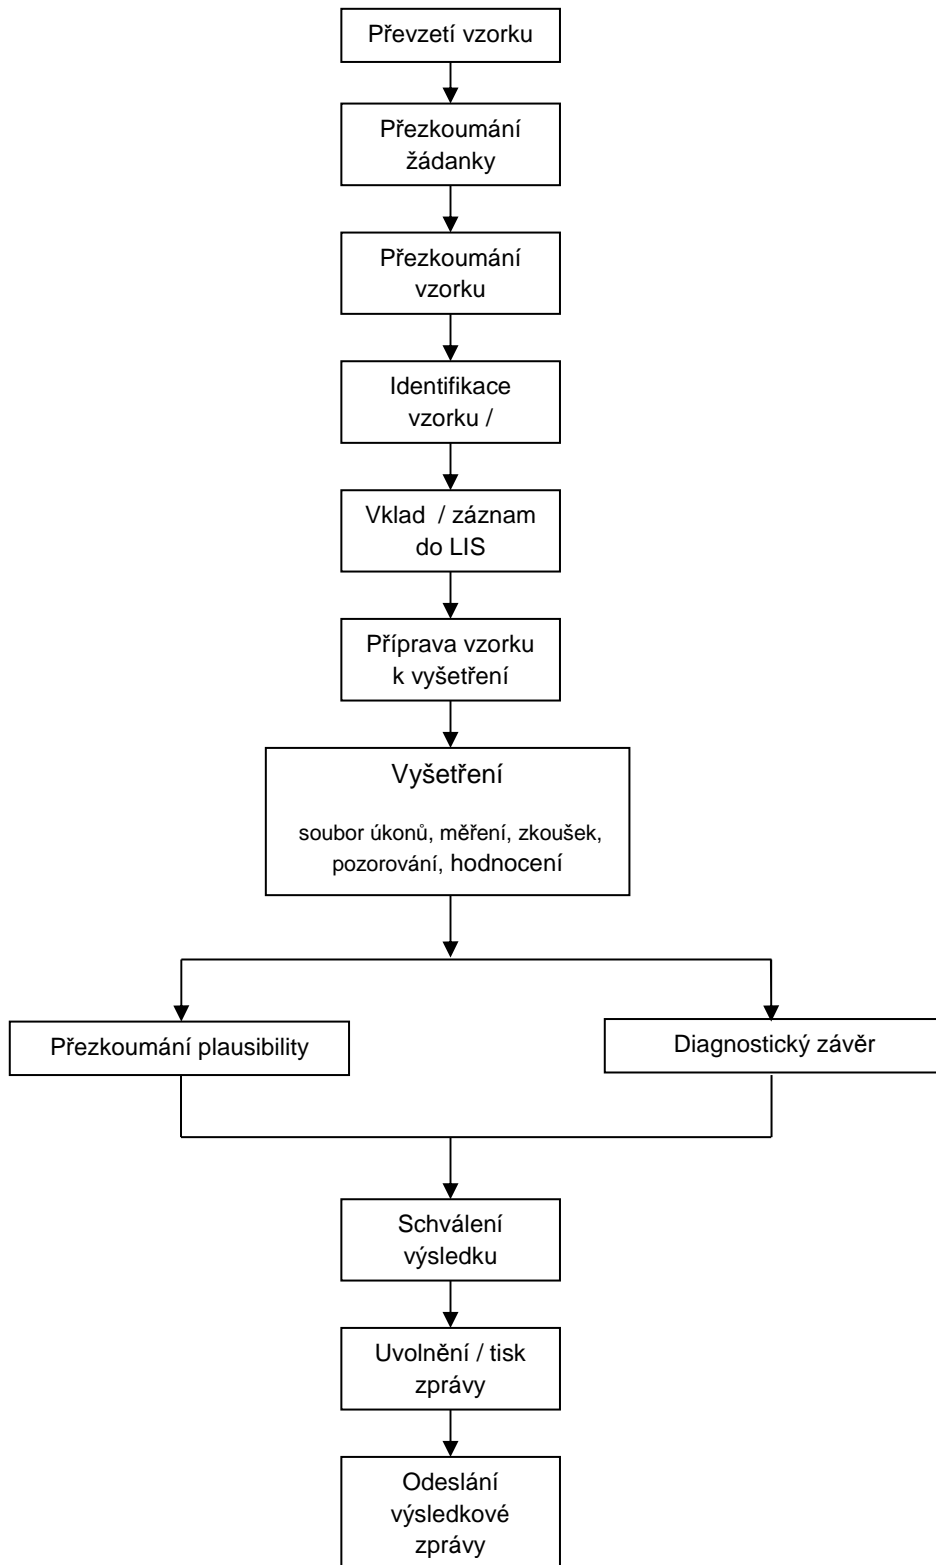 Převzetí vzorku
Přezkoumání
žádanky
Přezkoumání
vzorku
Identifikace
vzorku /
Vklad / záznam
do LIS
Příprava vzorku
k vyšetření
Vyšetření
soubor úkonů, měření, zkoušek,
pozorování, hodnocení
Přezkoumání plausibility
Diagnostický závěr
Schválení
výsledku
Uvolnění / tisk
zprávy
Odeslání
výsledkové
zprávy